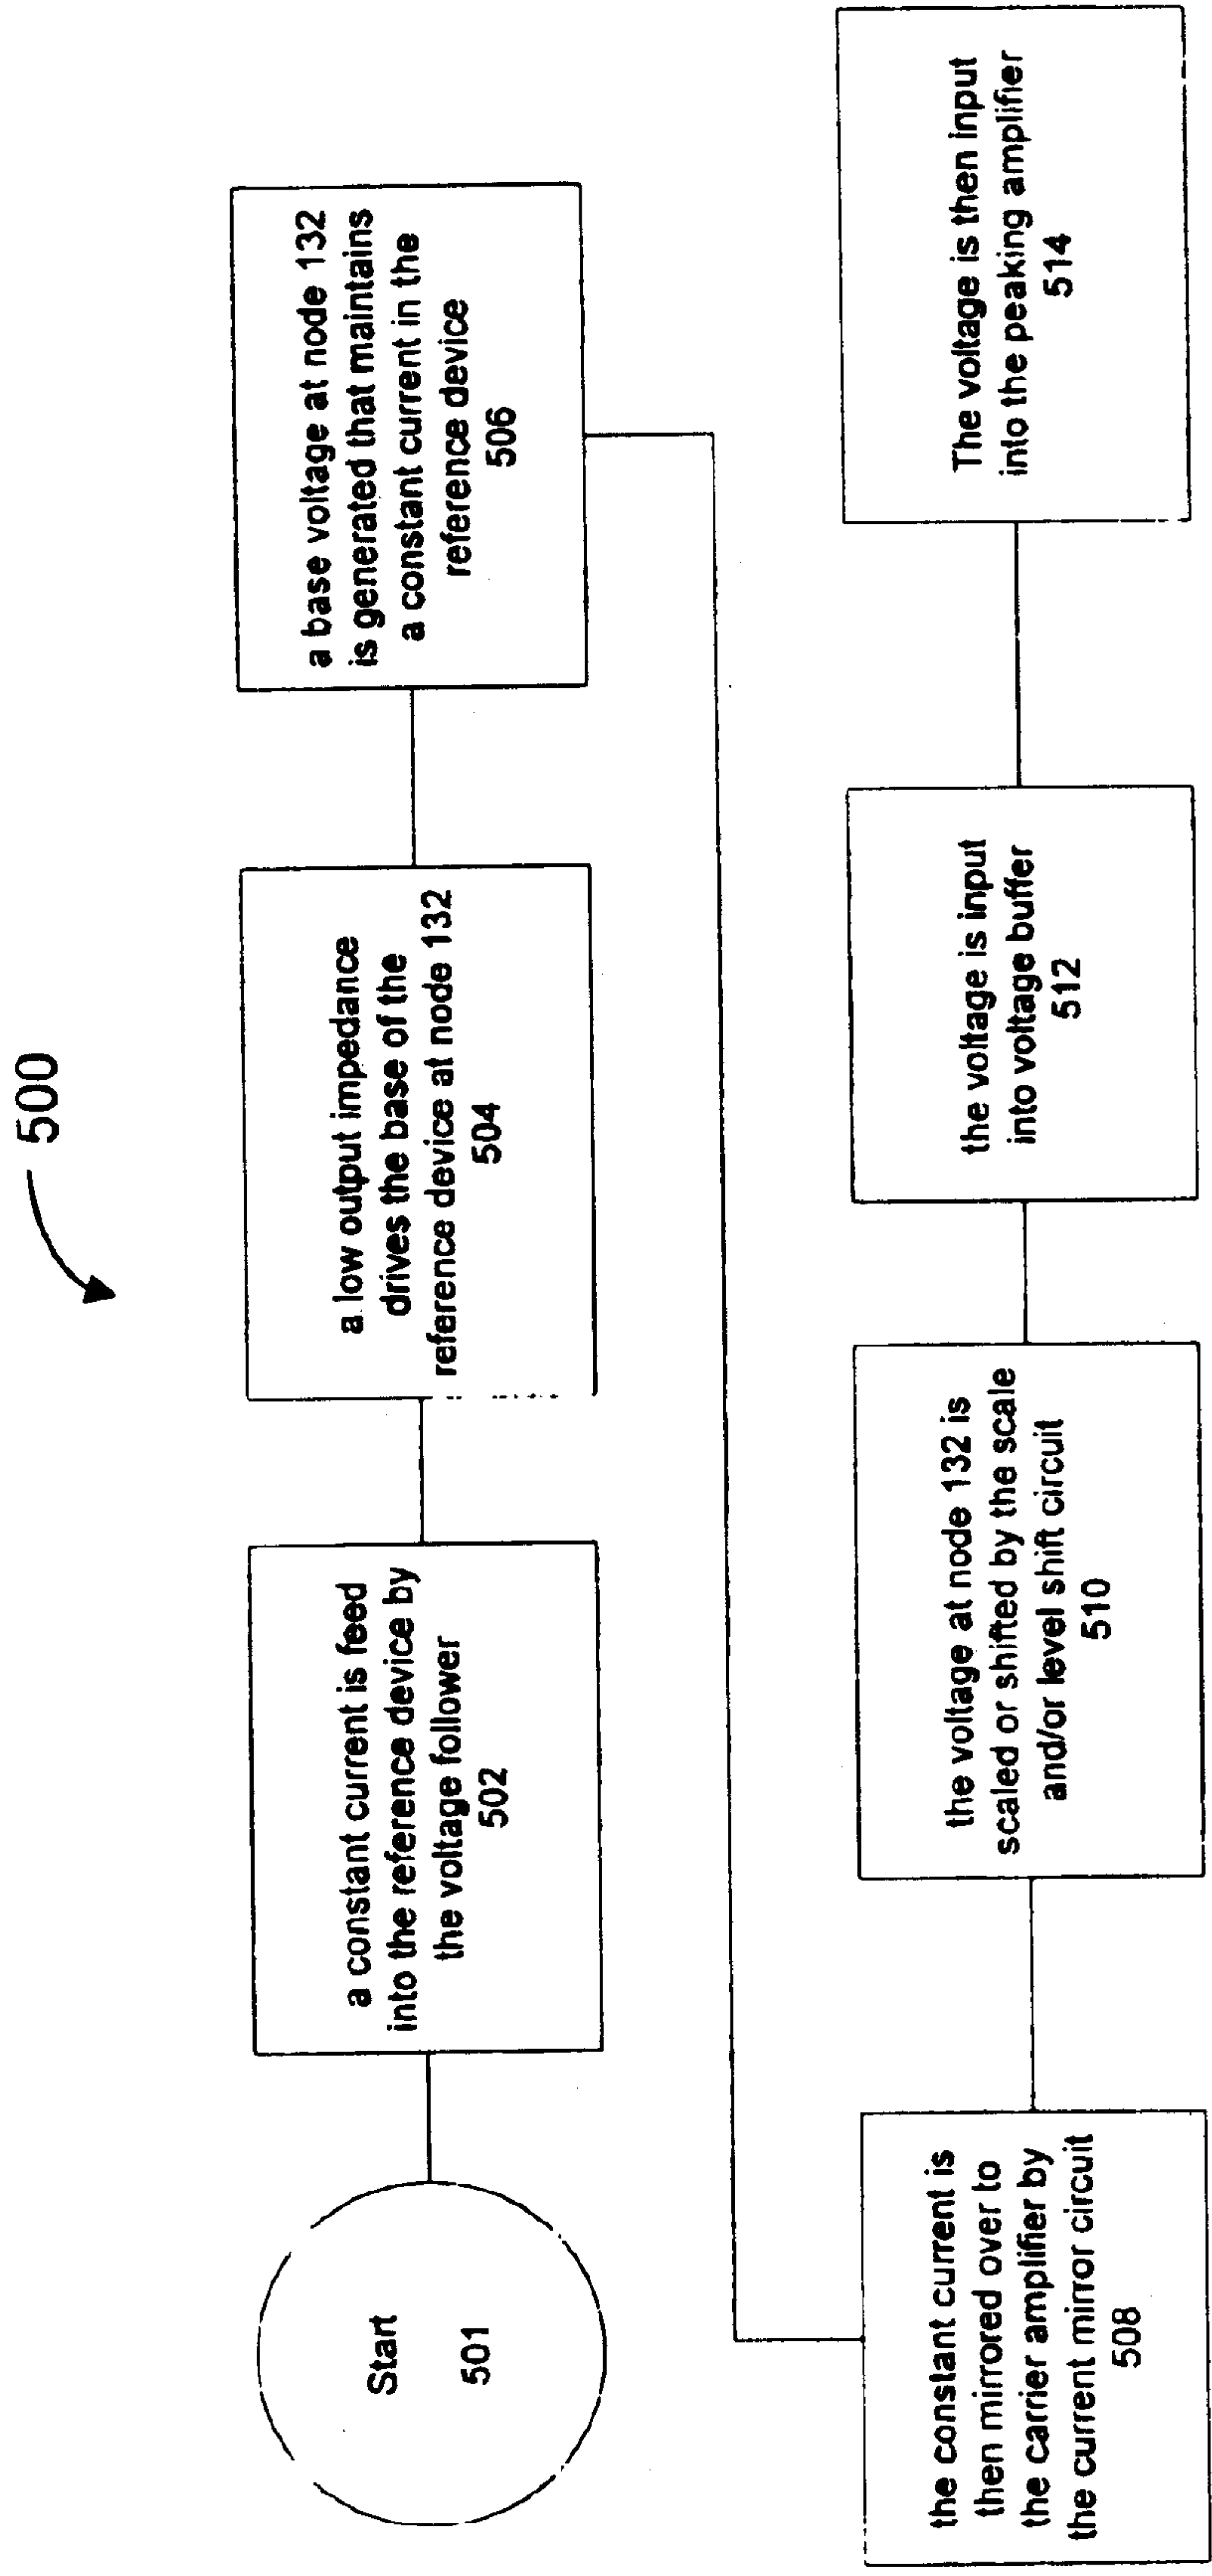 500
Start
501
a constant current is feed
into the reference device by
the voltage follower
502
a low output impedance
drives the base of the
reference device at node 132
504
a base voltage at node 132
is generated that maintains
a constant current in the
reference device
506
the constant current is
then mirrored over to
the carrier amplifier by
the current mirror circuit
508
the voltage at node 132 is
scaled or shifted by the scale
and/or level shift circuit
510
the voltage is input
into voltage buffer
512
The voltage is then input
into the peaking amplifier
514